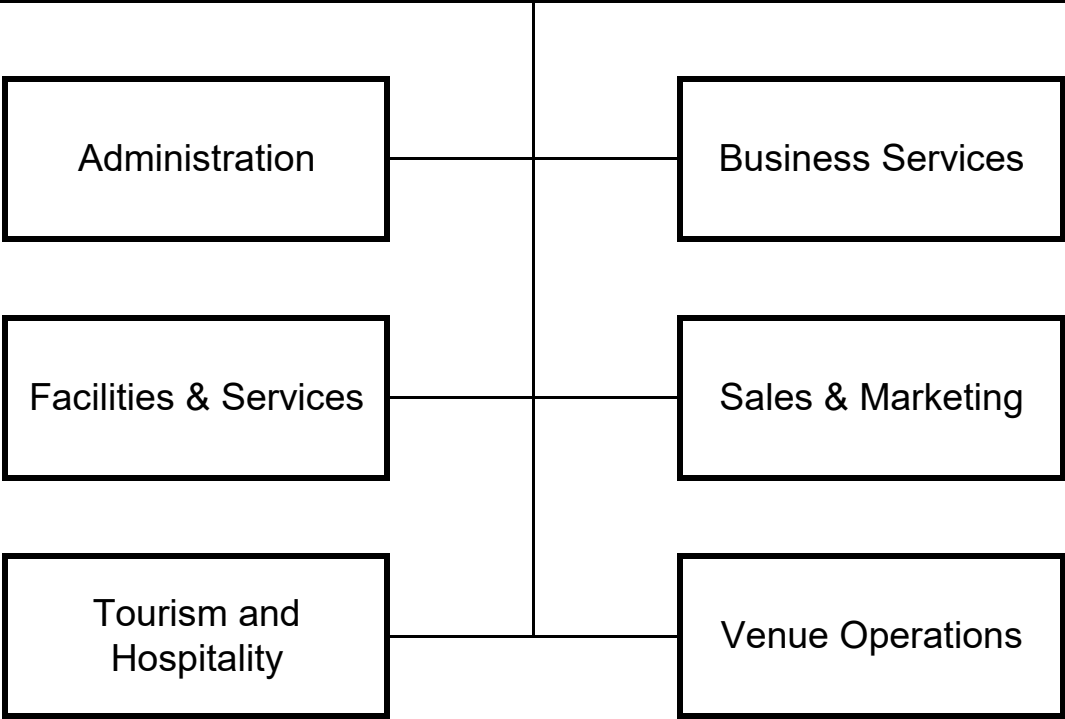 Administration
Business Services
Facilities & Services
Sales & Marketing
Tourism and
Hospitality
Venue Operations